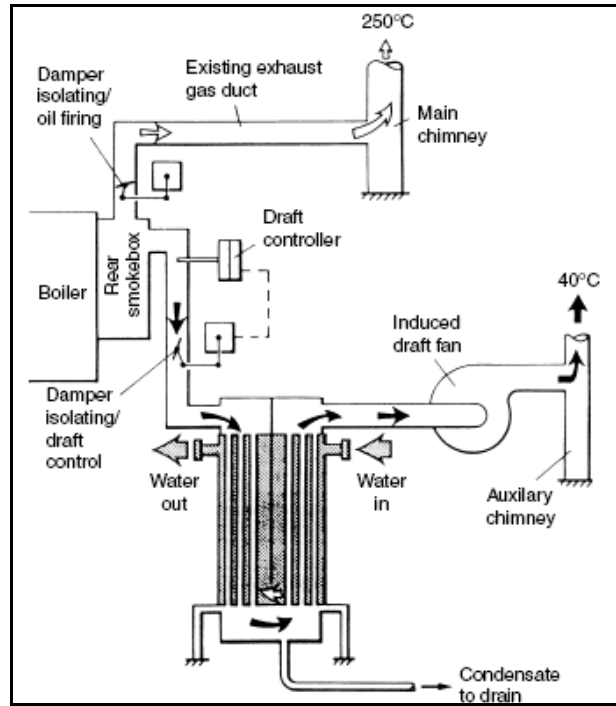 250°C
Damper
isolating/
oil firing
Existing exhaust
gas duct
Main
chimney
Boiler
Rear
smokebox
Draft
controller
40°C
Induced
draft fan
Damper
isolating/
draft
control
Water
out
Water
in
Auxilary
chimney
Condensate
to drain